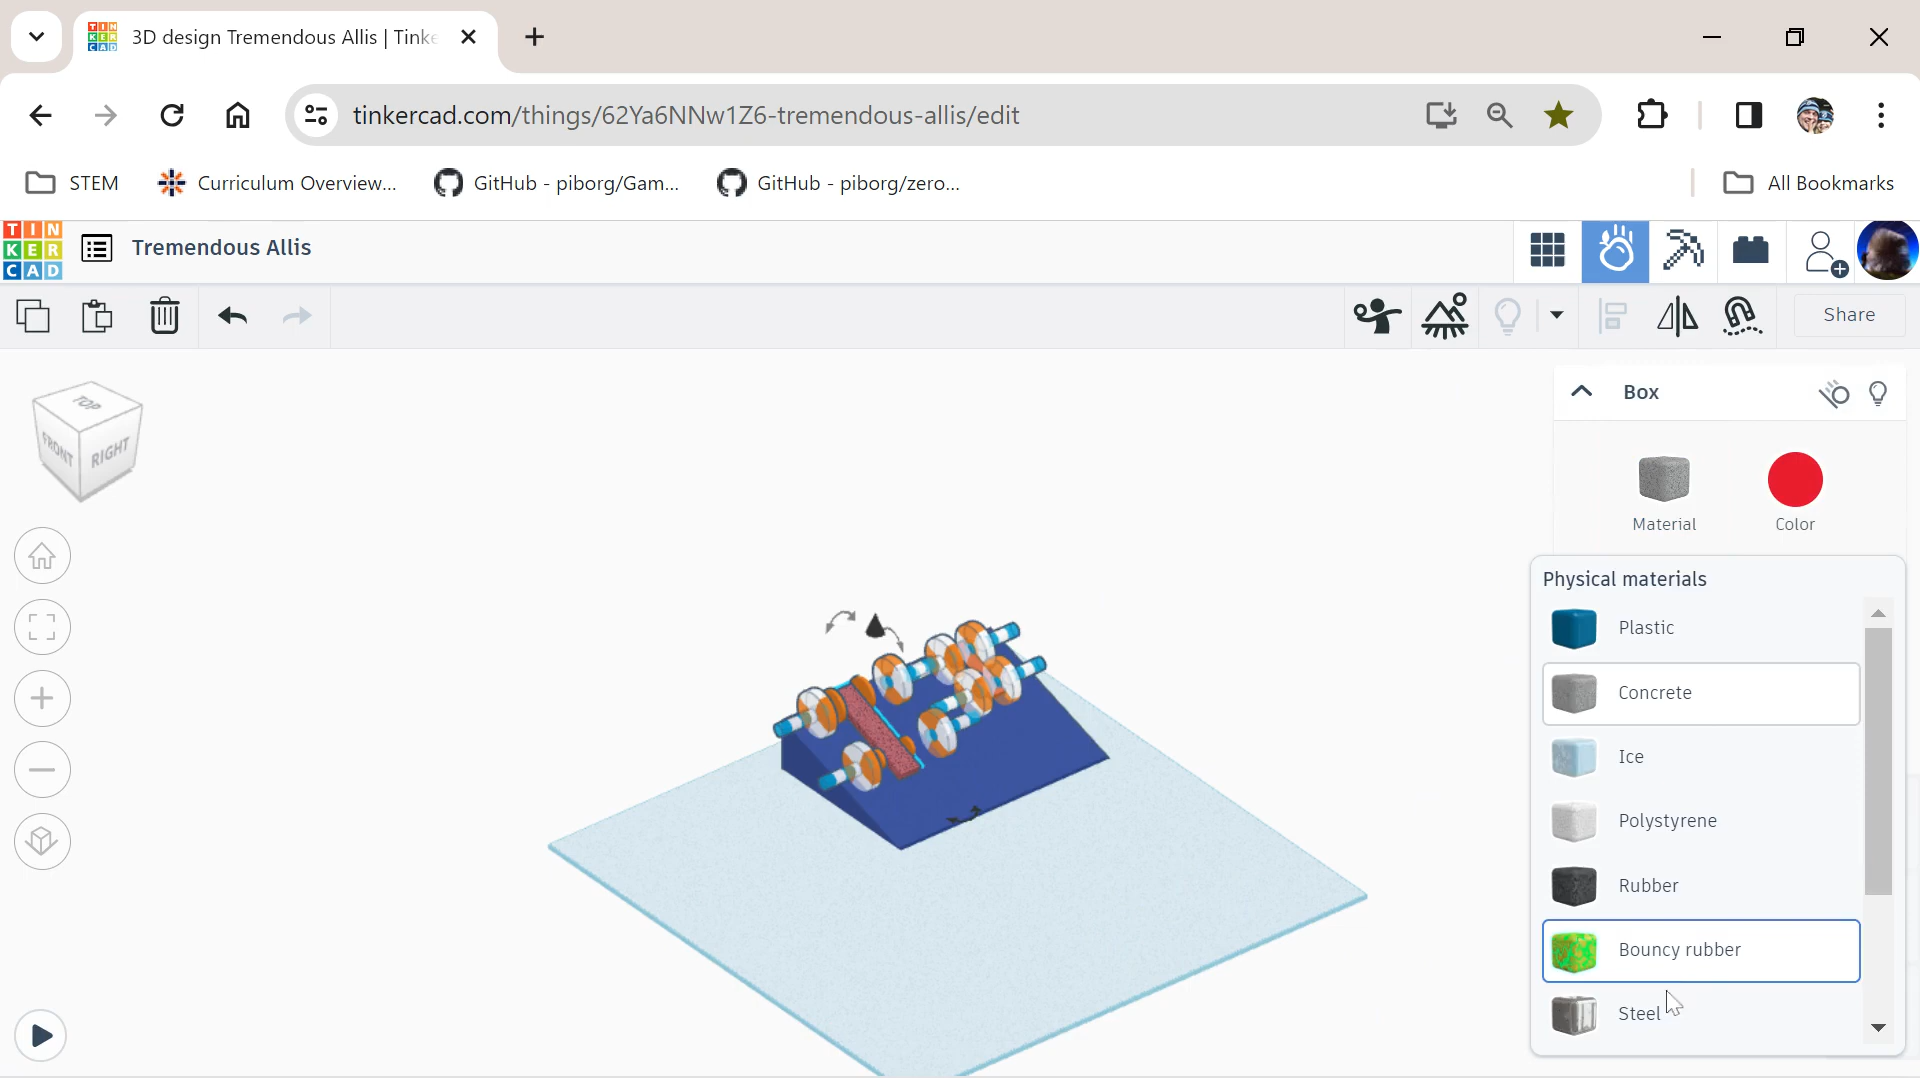 3D design Tremendous Allis | Tinke
tinkercad.com/things/62Ya6NNw1Z6-tremendous-allis/edit
STEM
Curriculum Overview...
GitHub - piborg/Gam...
GitHub - piborg/zero...
All Bookmarks
TIN
KER
CAD
Tremendous Allis
Share
TOP
FRONT
RIGHT
Box
Material
Color
Physical materials
Plastic
Concrete
Ice
Polystyrene
Rubber
Bouncy rubber
Steel